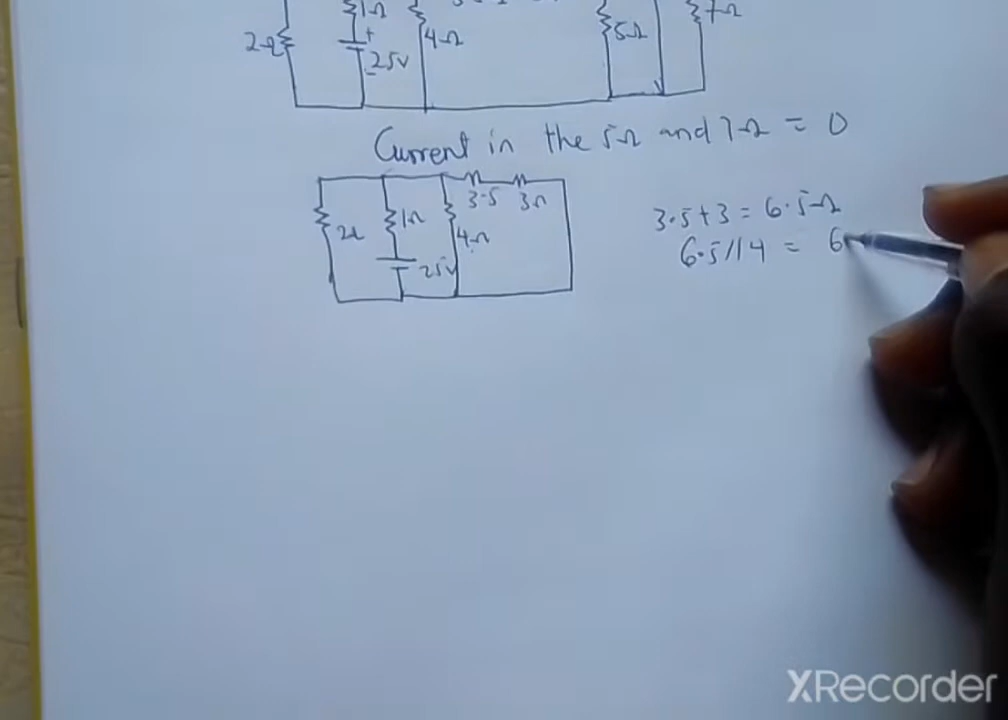 1Ω
2Ω
+
4Ω
25V
-
5Ω
7Ω
Current in the 5Ω and 7Ω = 0
3.5 3Ω
2Ω 1Ω 4Ω
25V
3.5+3 = 6.5Ω
6.5//4 = 6
XRecorder